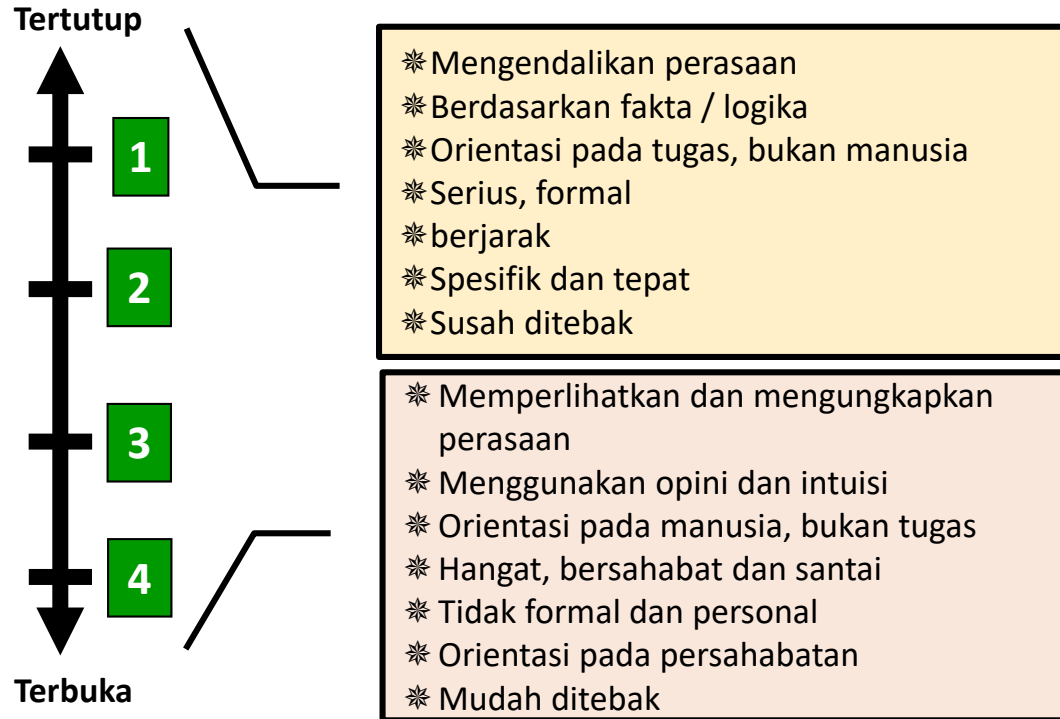 Tertutup
1
2
3
4
Terbuka
✵Mengendalikan perasaan
✵Berdasarkan fakta / logika
✵Orientasi pada tugas, bukan manusia
✵Serius, formal
✵berjarak
✵Spesifik dan tepat
✵Susah ditebak
✵ Memperlihatkan dan mengungkapkan
perasaan
✵ Menggunakan opini dan intuisi
✵ Orientasi pada manusia, bukan tugas
✵ Hangat, bersahabat dan santai
✵ Tidak formal dan personal
✵ Orientasi pada persahabatan
✵ Mudah ditebak